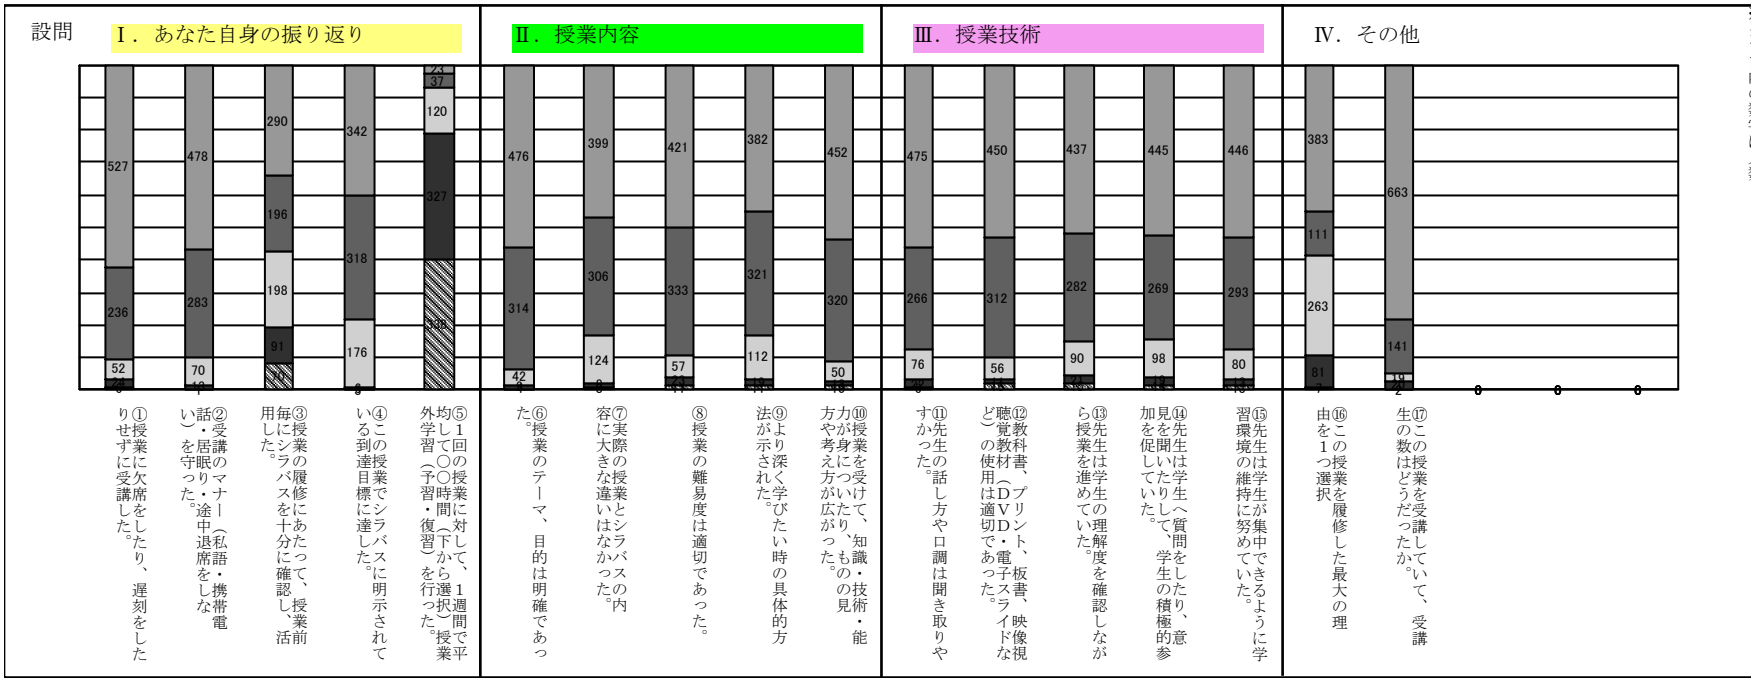 設問
Ⅰ．あなた自身の振り返り
Ⅱ．授業内容
Ⅲ．授業技術
Ⅳ．その他
527
236
52
24
478
283
70
1
290
196
198
91
70
342
318
176
23
37
120
327
338
476
314
42
399
306
124
8
421
333
57
23
11
382
321
112
19
452
320
50
475
266
76
22
450
312
56
437
282
90
21
445
269
98
446
293
80
13
383
111
263
81
7
663
141
19
2
0
0
0
①授業に欠席をしたり、遅刻をした
りせずに受講した。
②受講のマナー（私語・携帯電
話・居眠り・途中退席をしな
い）を守った。
③授業の履修にあたって、授業前
毎にシラバスを十分に確認し、活
用した。
④この授業でシラバスに明示されて
いる到達目標に達した。
⑤１回の授業に対して、１週間で平
均して〇〇時間（下から選択）授業
外学習（予習・復習）を行った。
⑥授業のテーマ、目的は明確であっ
た。
⑦実際の授業とシラバスの内
容に大きな違いはなかった。
⑧授業の難易度は適切であった。
⑨より深く学びたい時の具体的方
法が示された。
⑩授業を受けて、知識・技術・能
力が身についたり、ものの見
方や考え方が広がった。
⑪先生の話し方や口調は聞き取りや
すかった。
⑫教科書、プリント、板書、映像視
聴覚教材（ＤＶＤ・電子スライドな
ど）の使用は適切であった。
⑬先生は学生の理解度を確認しなが
ら授業を進めていた。
⑭先生は学生へ質問をしたり、意
見を聞いたりして、学生の積極的参
加を促していた。
⑮先生は学生が集中できるように学
習環境の維持に努めていた。
⑯この授業を履修した最大の理
由を１つ選択
⑰この授業を受講していて、受講
生の数はどうだったか。